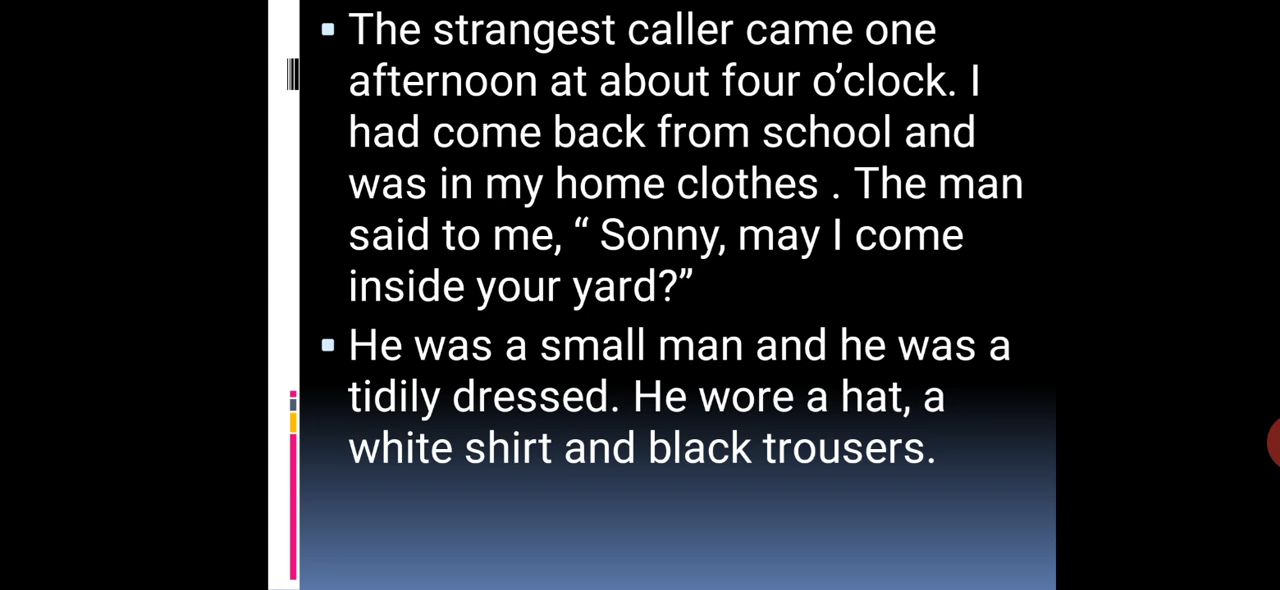 ▪ The strangest caller came one
afternoon at about four o’clock. I
had come back from school and
was in my home clothes . The man
said to me, “ Sonny, may I come
inside your yard?”
▪ He was a small man and he was a
tidily dressed. He wore a hat, a
white shirt and black trousers.